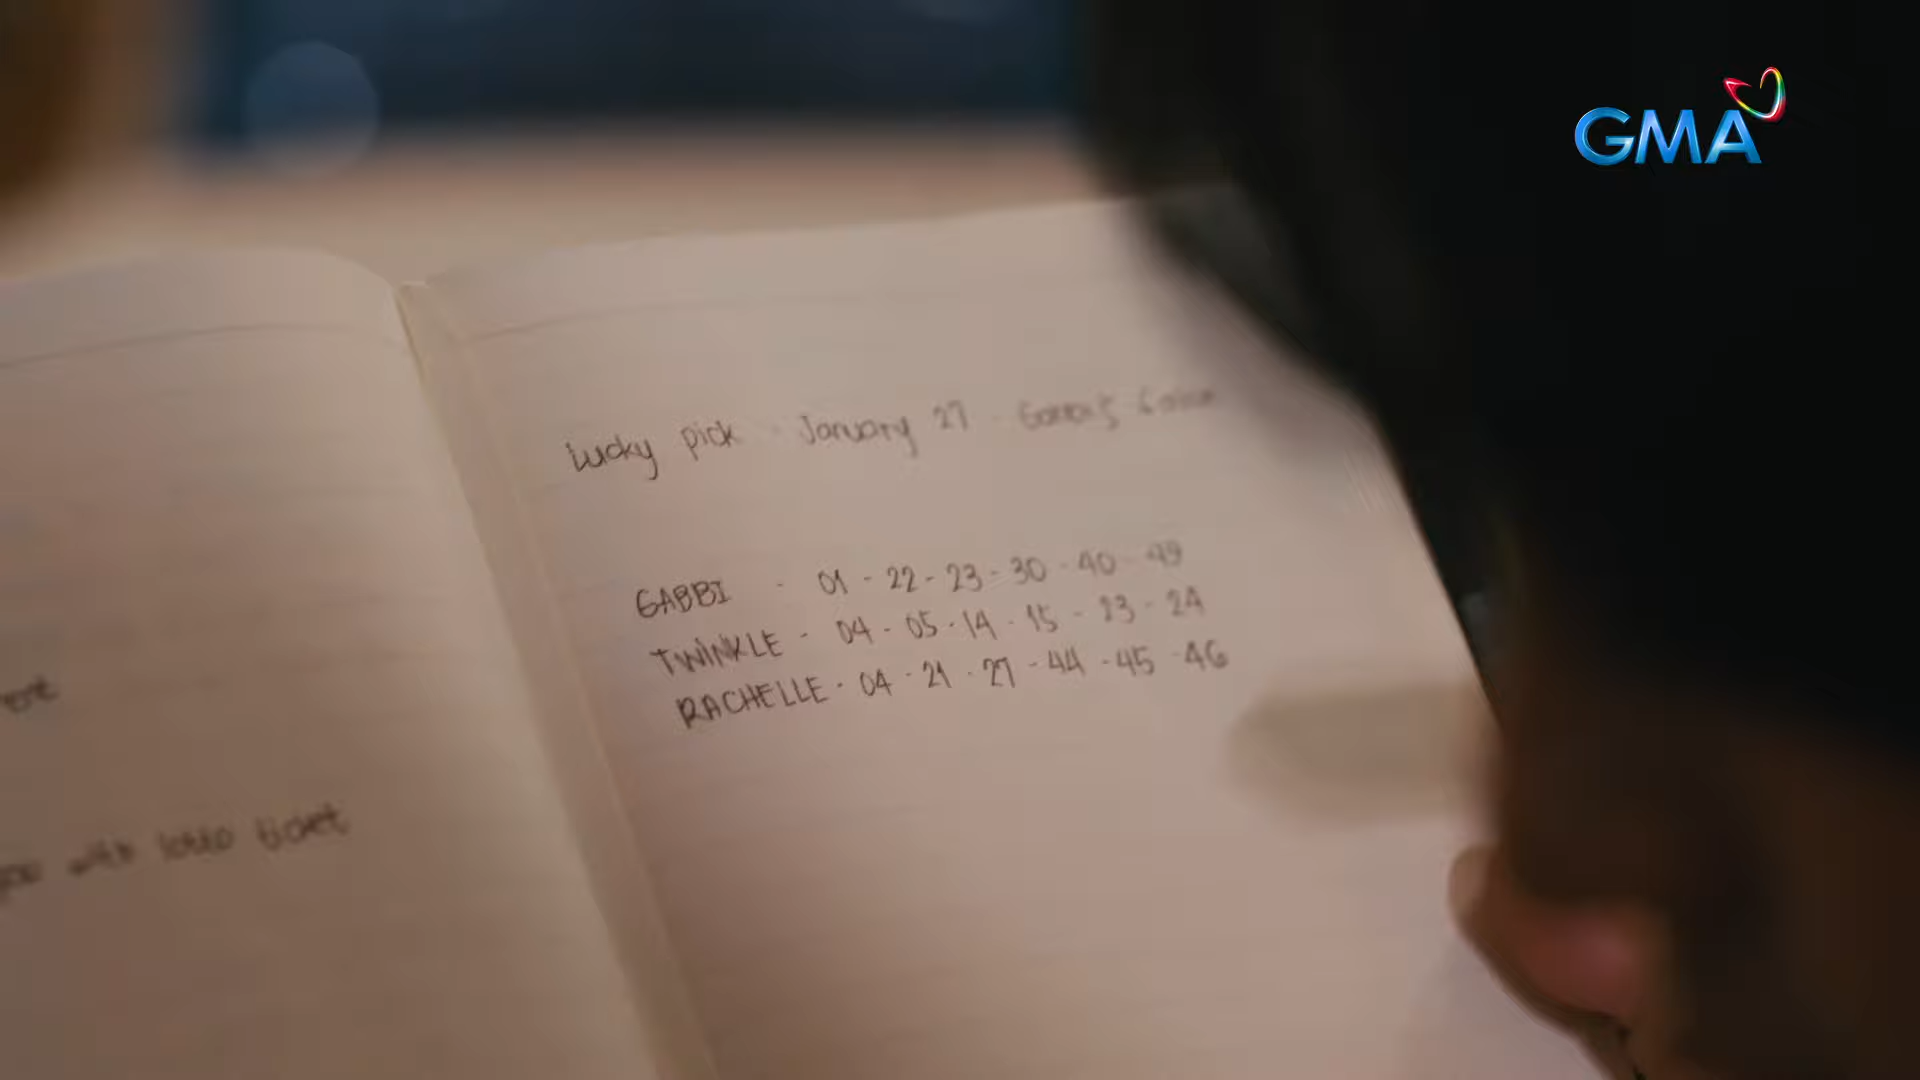 GMA
Lucky pick - January 27 -
GABBI - 01 - 22 - 23 - 30 - 40 - 49
TWINKLE - 04 - 05 - 14 - 15 - 23 - 24
RACHELLE - 04 - 21 - 27 - 44 - 45 - 46
with lotto ticket